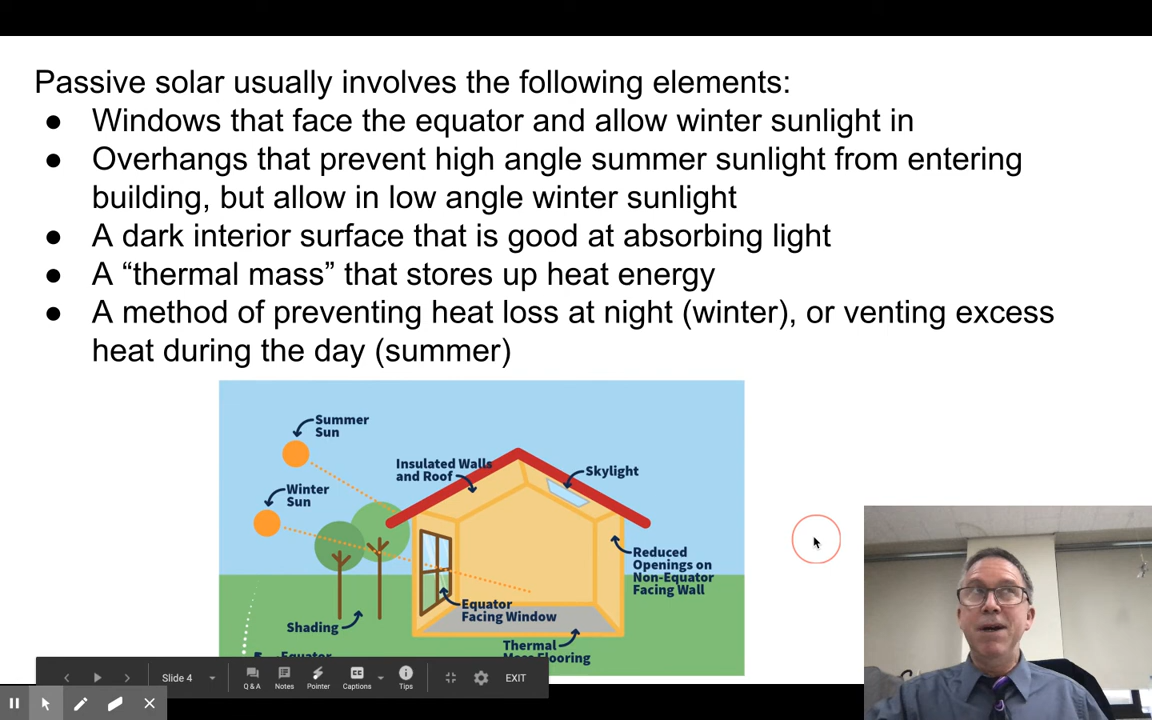 Passive solar usually involves the following elements:
● Windows that face the equator and allow winter sunlight in
● Overhangs that prevent high angle summer sunlight from entering
building, but allow in low angle winter sunlight
● A dark interior surface that is good at absorbing light
● A “thermal mass” that stores up heat energy
● A method of preventing heat loss at night (winter), or venting excess
heat during the day (summer)
Summer
Sun
Insulated Walls
and Roof
Skylight
Winter
Sun
Reduced
Openings on
Non-Equator
Facing Wall
Equator
Facing Window
Shading
Thermal
Mass Flooring
Equator
Slide 4
Q & A
Notes
Pointer
CC
Captions
Tips
EXIT